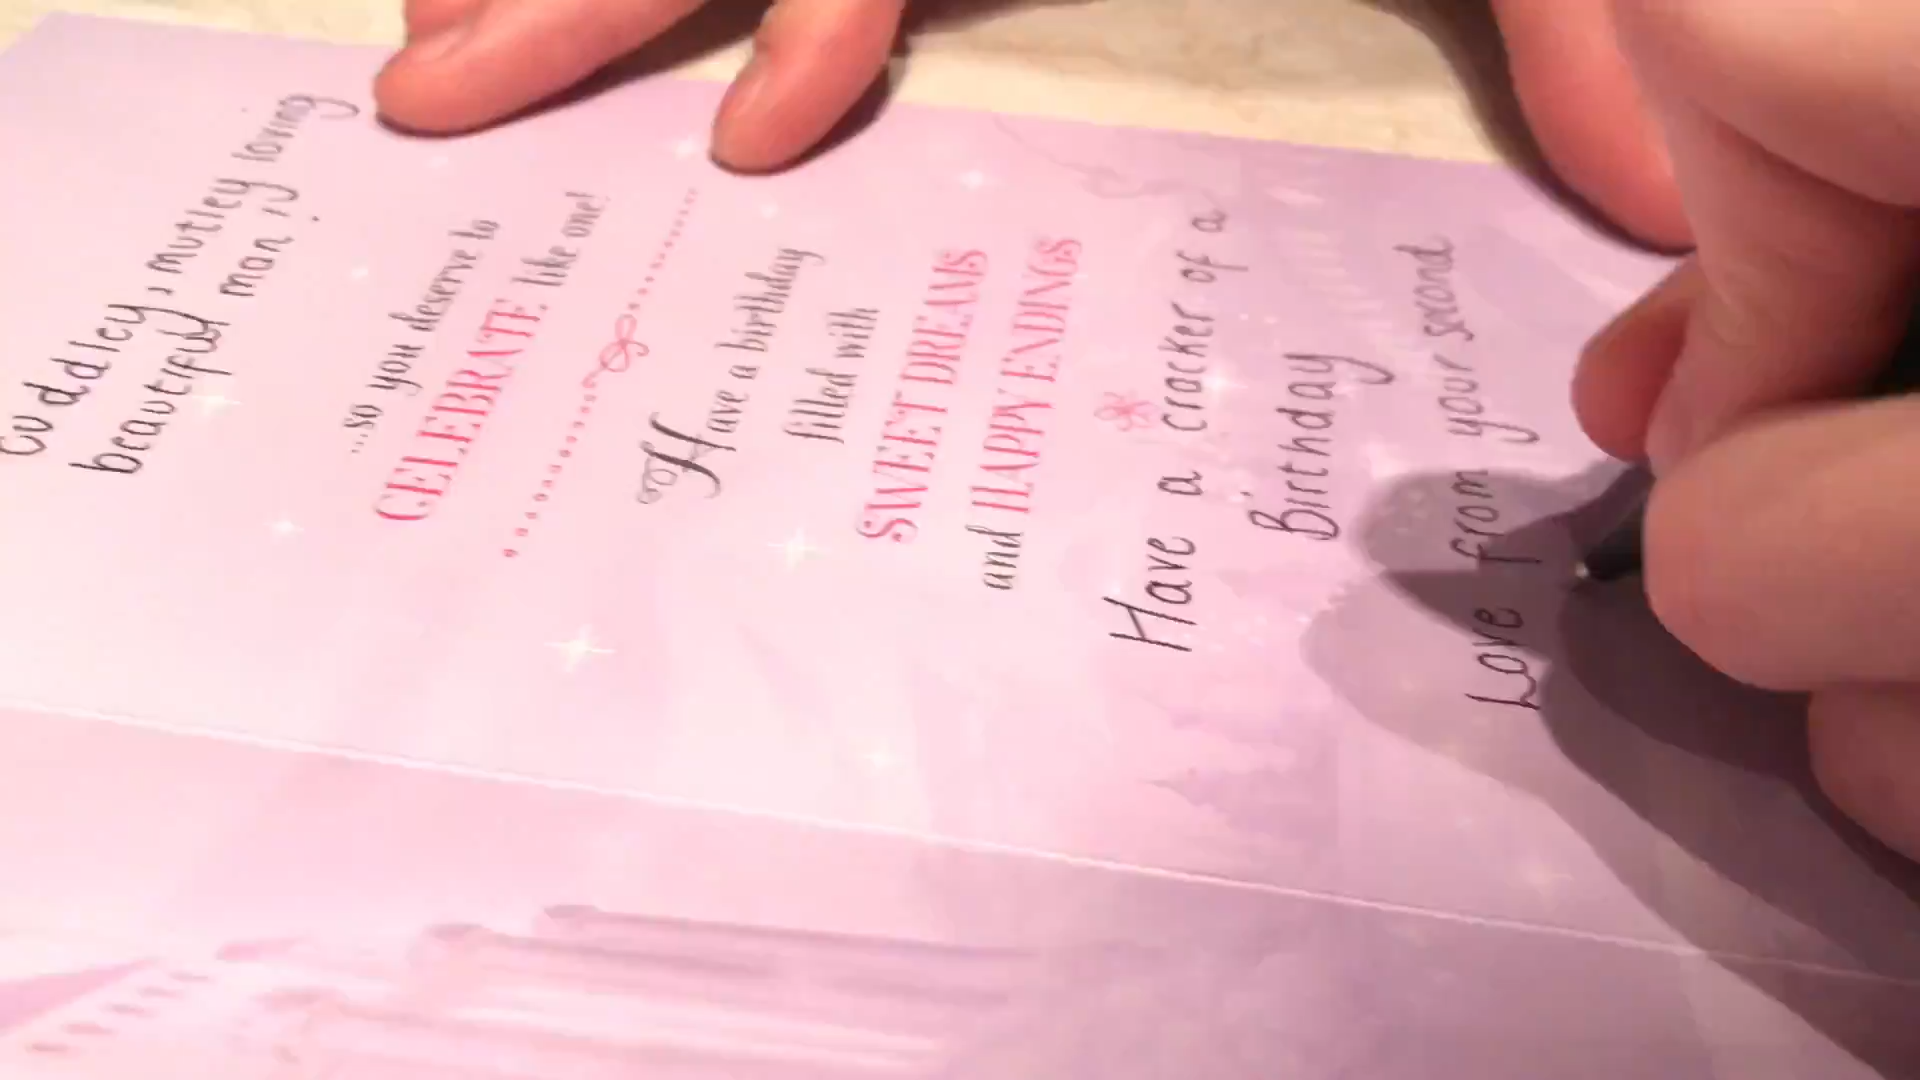 cuddley, mutley loving
beautiful man iv
...so you deserve to
CELEBRATE like one!
Have a birthday
filled with
SWEET DREAMS
and HAPPY ENDINGS
Have a cracker of a
Birthday
Love from your second